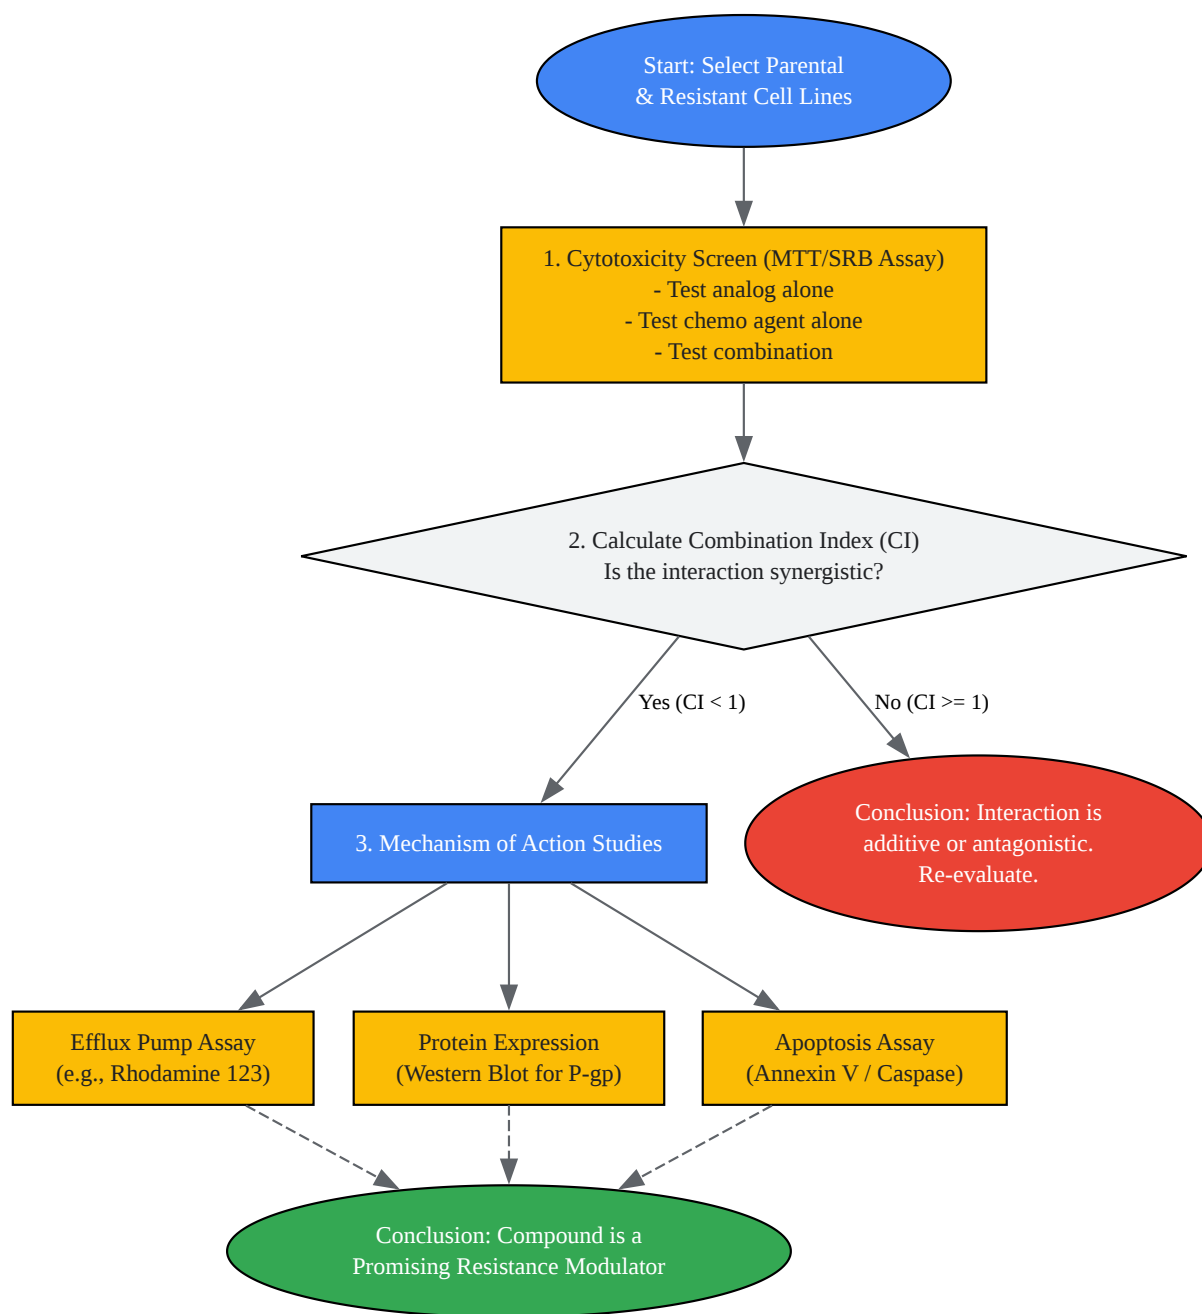 Start: Select Parental
& Resistant Cell Lines
1. Cytotoxicity Screen (MTT/SRB Assay)
- Test analog alone
- Test chemo agent alone
- Test combination
2. Calculate Combination Index (CI)
Is the interaction synergistic?
Yes (CI < 1)
No (CI >= 1)
3. Mechanism of Action Studies
Conclusion: Interaction is
additive or antagonistic.
Re-evaluate.
Efflux Pump Assay
(e.g., Rhodamine 123)
Protein Expression
(Western Blot for P-gp)
Apoptosis Assay
(Annexin V / Caspase)
Conclusion: Compound is a
Promising Resistance Modulator